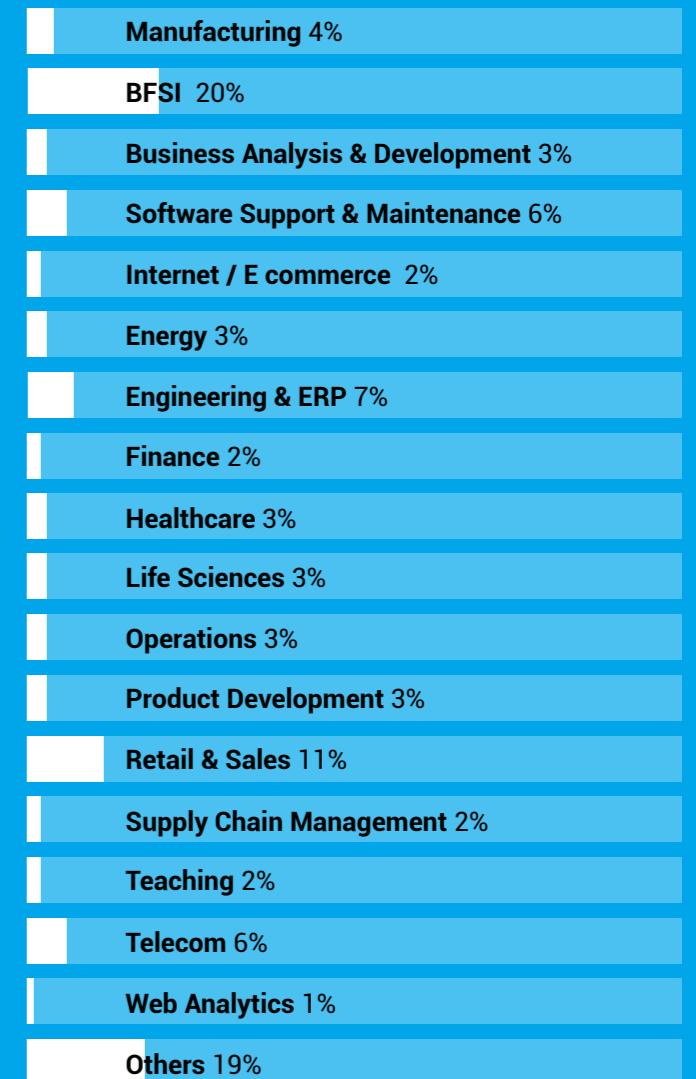 Manufacturing 4%
BFSI 20%
Business Analysis & Development 3%
Software Support & Maintenance 6%
Internet / E commerce 2%
Energy 3%
Engineering & ERP 7%
Finance 2%
Healthcare 3%
Life Sciences 3%
Operations 3%
Product Development 3%
Retail & Sales 11%
Supply Chain Management 2%
Teaching 2%
Telecom 6%
Web Analytics 1%
Others 19%